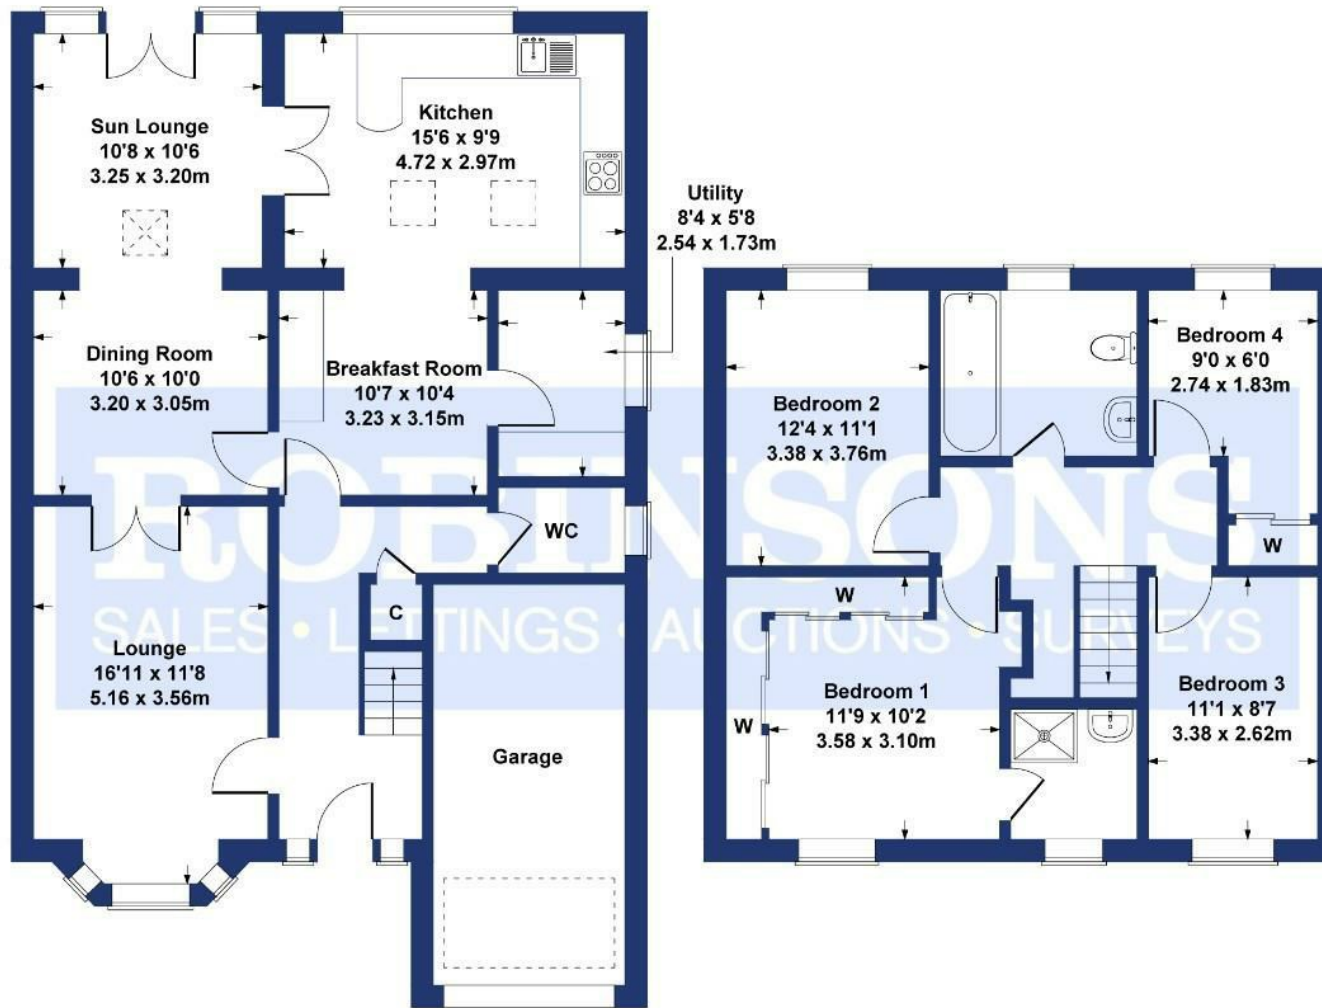 Sun Lounge
10'8 x 10'6
3.25 x 3.20m
Kitchen
15'6 x 9'9
4.72 x 2.97m
Utility
8'4 x 5'8
2.54 x 1.73m
Dining Room
10'6 x 10'0
3.20 x 3.05m
Breakfast Room
10'7 x 10'4
3.23 x 3.15m
WC
C
Lounge
16'11 x 11'8
5.16 x 3.56m
Garage
Bedroom 2
12'4 x 11'1
3.38 x 3.76m
Bedroom 4
9'0 x 6'0
2.74 x 1.83m
W
W
W
Bedroom 1
11'9 x 10'2
3.58 x 3.10m
Bedroom 3
11'1 x 8'7
3.38 x 2.62m
ROBINSONS
SALES • LETTINGS • AUCTIONS • SURVEYS